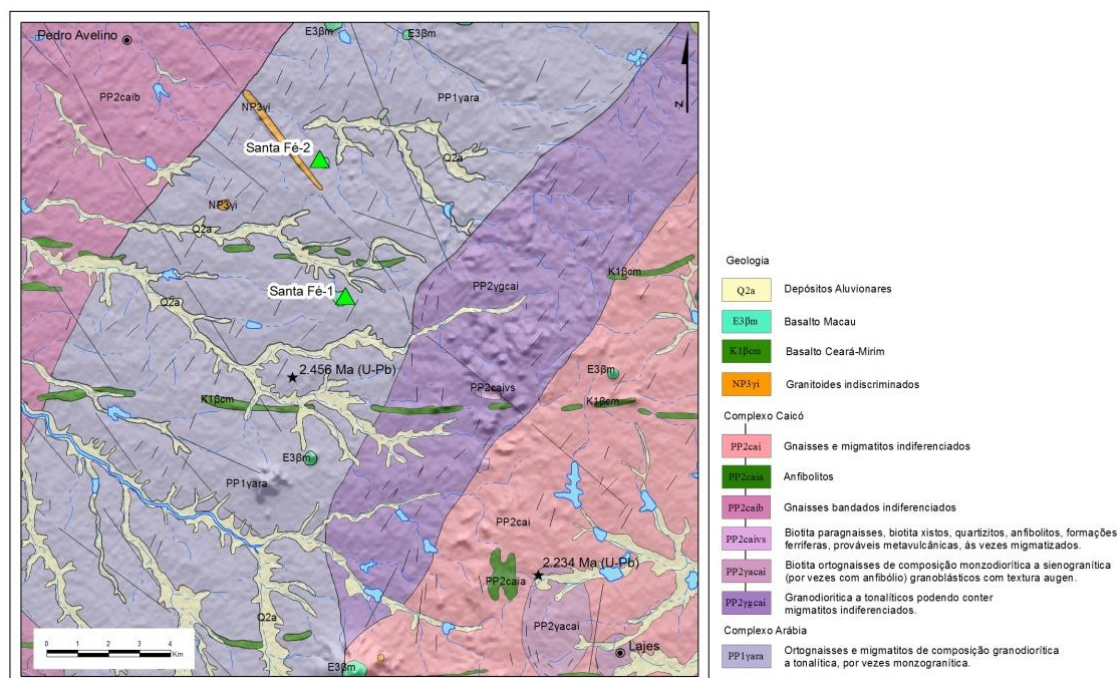 E3βm
E3βm
Pedro Avelino
PP2caib
PP1γara
NP3γi
N
Santa Fé-2
Q2a
NP3γi
Q2a
K1βcm
PP2γgcai
Santa Fé-1
Q2a
2.456 Ma (U-Pb)
E3βm
PP2caivs
K1βcm
K1βcm
E3βm
PP1γara
PP2cai
2.234 Ma (U-Pb)
PP2caia
Q2a
PP2γacai
Lajes
0 1 2 3 4
Km
E3βm
Geologia
Q2a Depósitos Aluvionares
E3βm Basalto Macau
K1βcm Basalto Ceará-Mirim
NP3γi Granitoides indiscriminados
Complexo Caicó
PP2cai Gnaisses e migmatitos indiferenciados
PP2caia Anfibolitos
PP2caib Gnaisses bandados indiferenciados
PP2caivs Biotita paragnaisses, biotita xistos, quartizitos, anfibolitos, formações
ferriferas, prováveis metavulcânicas, às vezes migmatizados.
PP2γacai Biotita ortognaisses de composição monzodiorítica a sienogranítica
(por vezes com anfibólio) granoblásticos com textura augen.
PP2γgcai Granodiorítica a tonalíticos podendo conter
migmatitos indiferenciados.
Complexo Arábia
PP1γara Ortognaisses e migmatitos de composição granodiorítica
a tonalítica, por vezes monzogranítica.